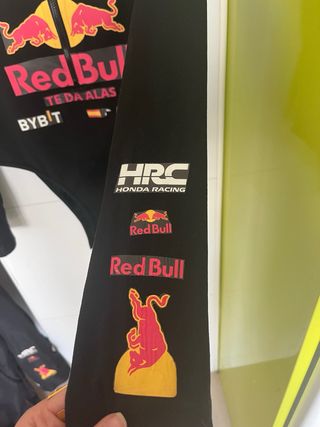 Red Bull
TE DA ALAS
BYBIT
HRC
HONDA RACING
Red Bull
Red Bull